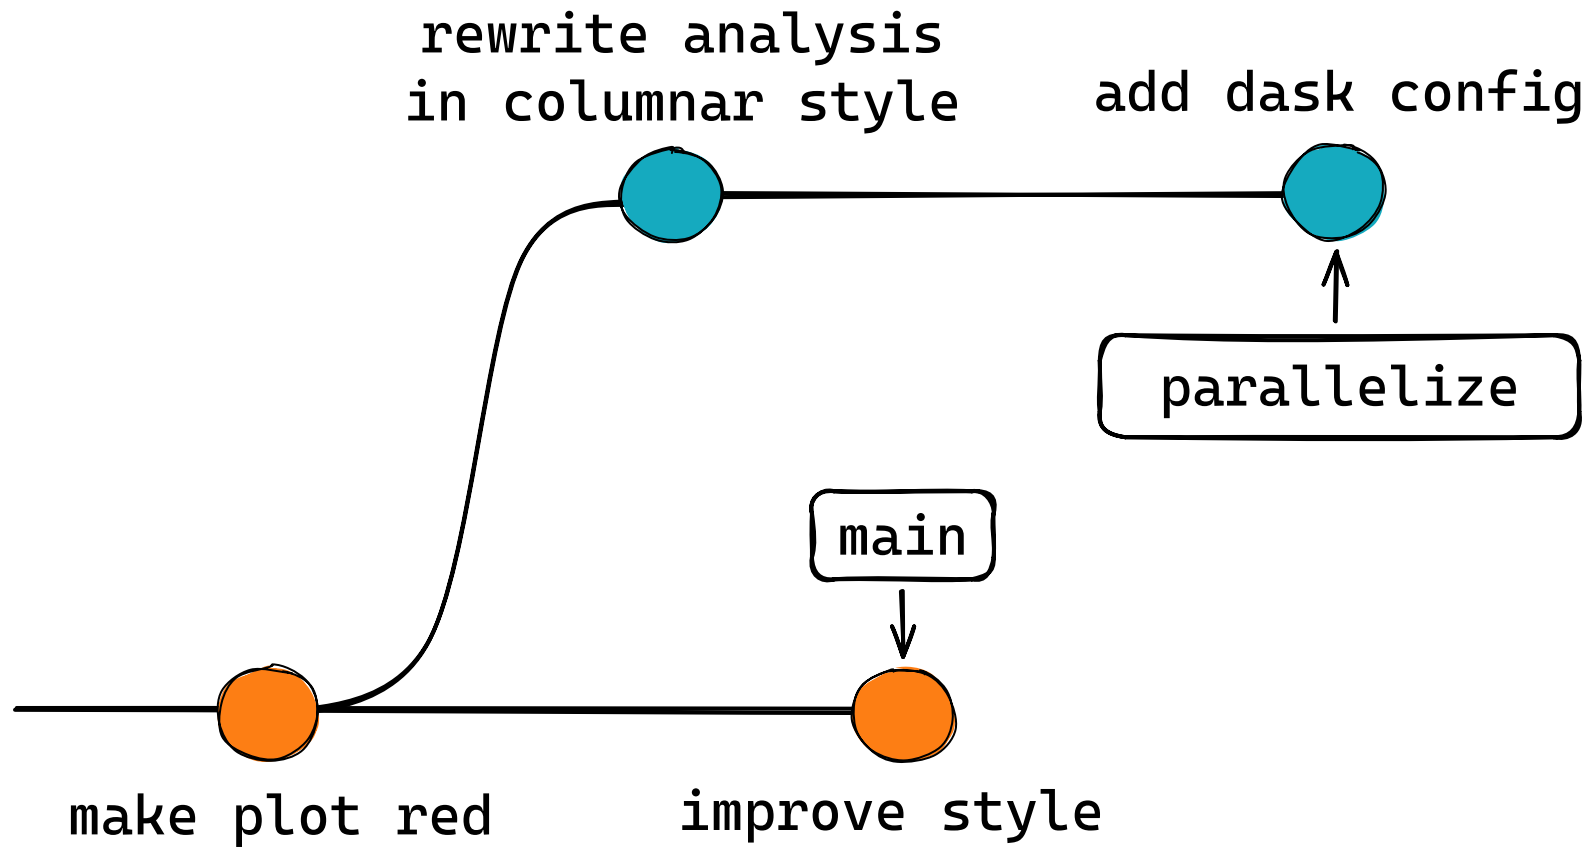 rewrite analysis
in columnar style
add dask config
parallelize
main
make plot red
improve style